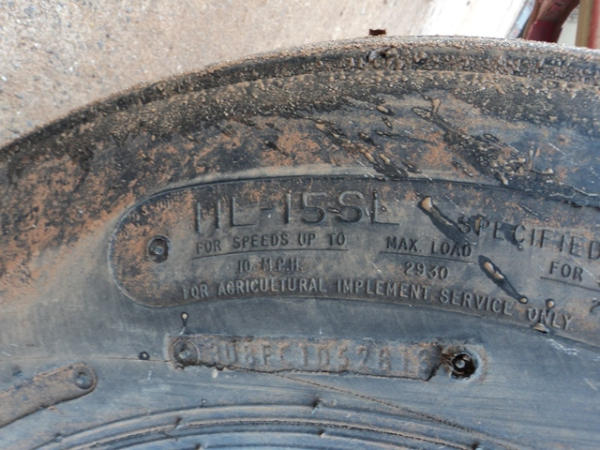 11L-15SL SPECIFIED
FOR SPEEDS UP TO MAX. LOAD FOR
10 M.P.H. 2930
FOR AGRICULTURAL IMPLEMENT SERVICE ONLY